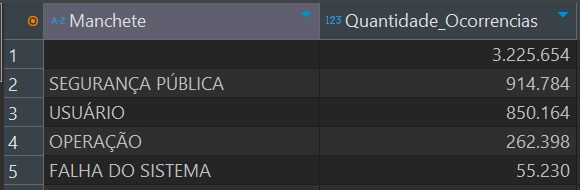 A-Z Manchete 123 Quantidade_Ocorrencias
1 3.225.654
2 SEGURANÇA PÚBLICA 914.784
3 USUÁRIO 850.164
4 OPERAÇÃO 262.398
5 FALHA DO SISTEMA 55.230